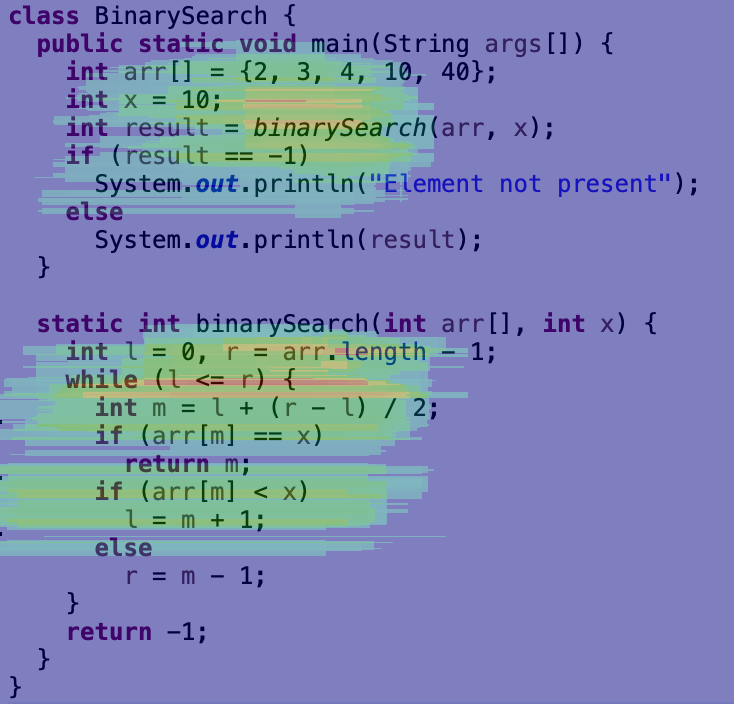 class BinarySearch {
  public static void main(String args[]) {
    int arr[] = {2, 3, 4, 10, 40};
    int x = 10;
    int result = binarySearch(arr, x);
    if (result == -1)
      System.out.println("Element not present");
    else
      System.out.println(result);
  }

  static int binarySearch(int arr[], int x) {
    int l = 0, r = arr.length - 1;
    while (l <= r) {
      int m = l + (r - l) / 2;
      if (arr[m] == x)
        return m;
      if (arr[m] < x)
        l = m + 1;
      else
        r = m - 1;
    }
    return -1;
  }
}